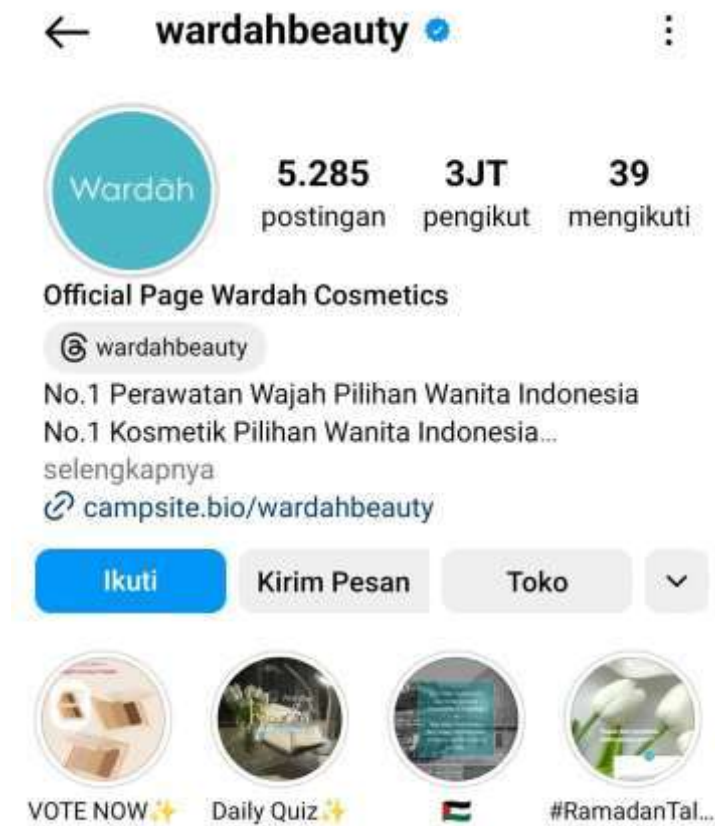 wardahbeauty
Wardah
5.285 3JT 39
postingan pengikut mengikuti
Official Page Wardah Cosmetics
wardahbeauty
No.1 Perawatan Wajah Pilihan Wanita Indonesia
No.1 Kosmetik Pilihan Wanita Indonesia...
selengkapnya
campsite.bio/wardahbeauty
Ikuti Kirim Pesan Toko
VOTE NOW✨ Daily Quiz✨ 🇵🇸 #RamadanTal...